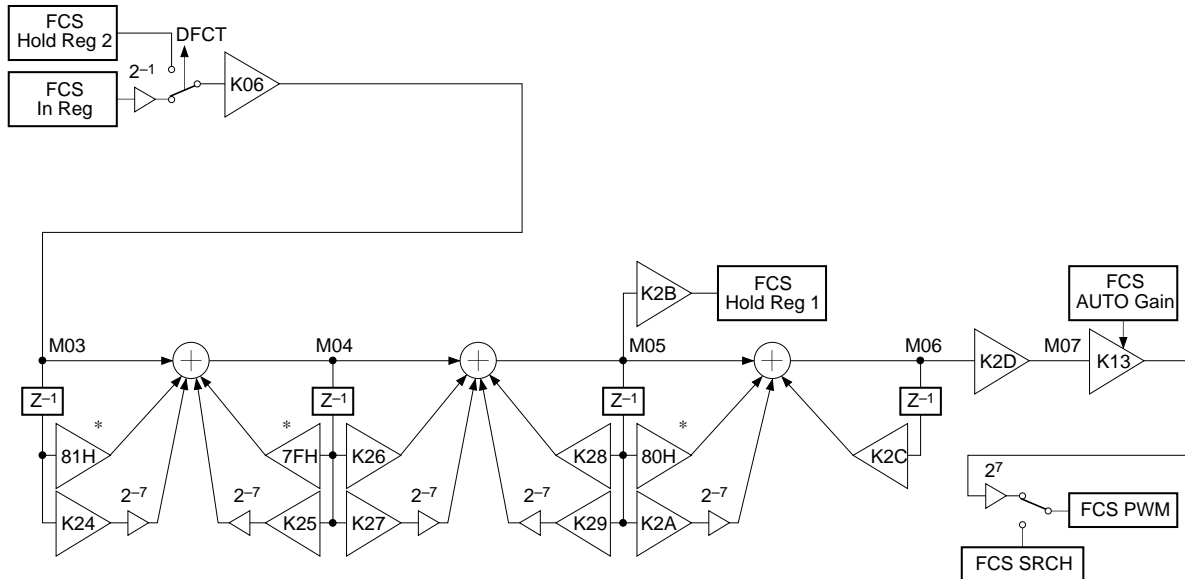 FCS
Hold Reg 2
DFCT
2–1
K06
FCS
In Reg
K2B
FCS
Hold Reg 1
FCS
AUTO Gain
M03
M04
M05
M06
K2D
M07
K13
Z–1
Z–1
Z–1
Z–1
*
*
*
81H
7FH
K26
K28
80H
K2C
2–7
2–7
2–7
2–7
2–7
K24
K25
K27
K29
K2A
27
FCS PWM
FCS SRCH